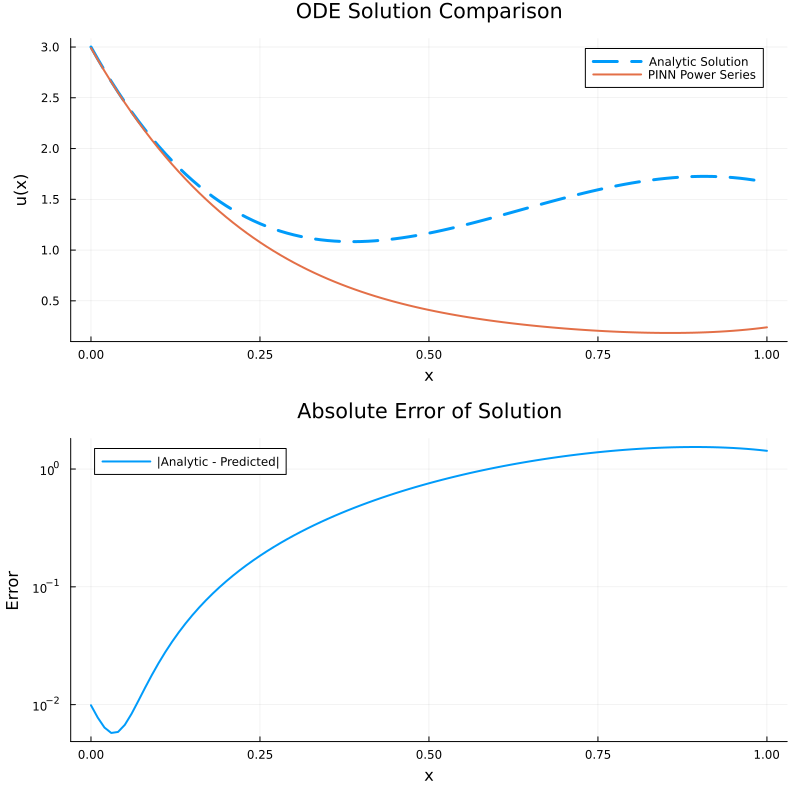 ODE Solution Comparison
3.0
2.5
2.0
1.5
1.0
0.5
u(x)
Analytic Solution
PINN Power Series
0.00 0.25 0.50 0.75 1.00
x
Absolute Error of Solution
10⁰
10⁻¹
10⁻²
Error
|Analytic - Predicted|
0.00 0.25 0.50 0.75 1.00
x